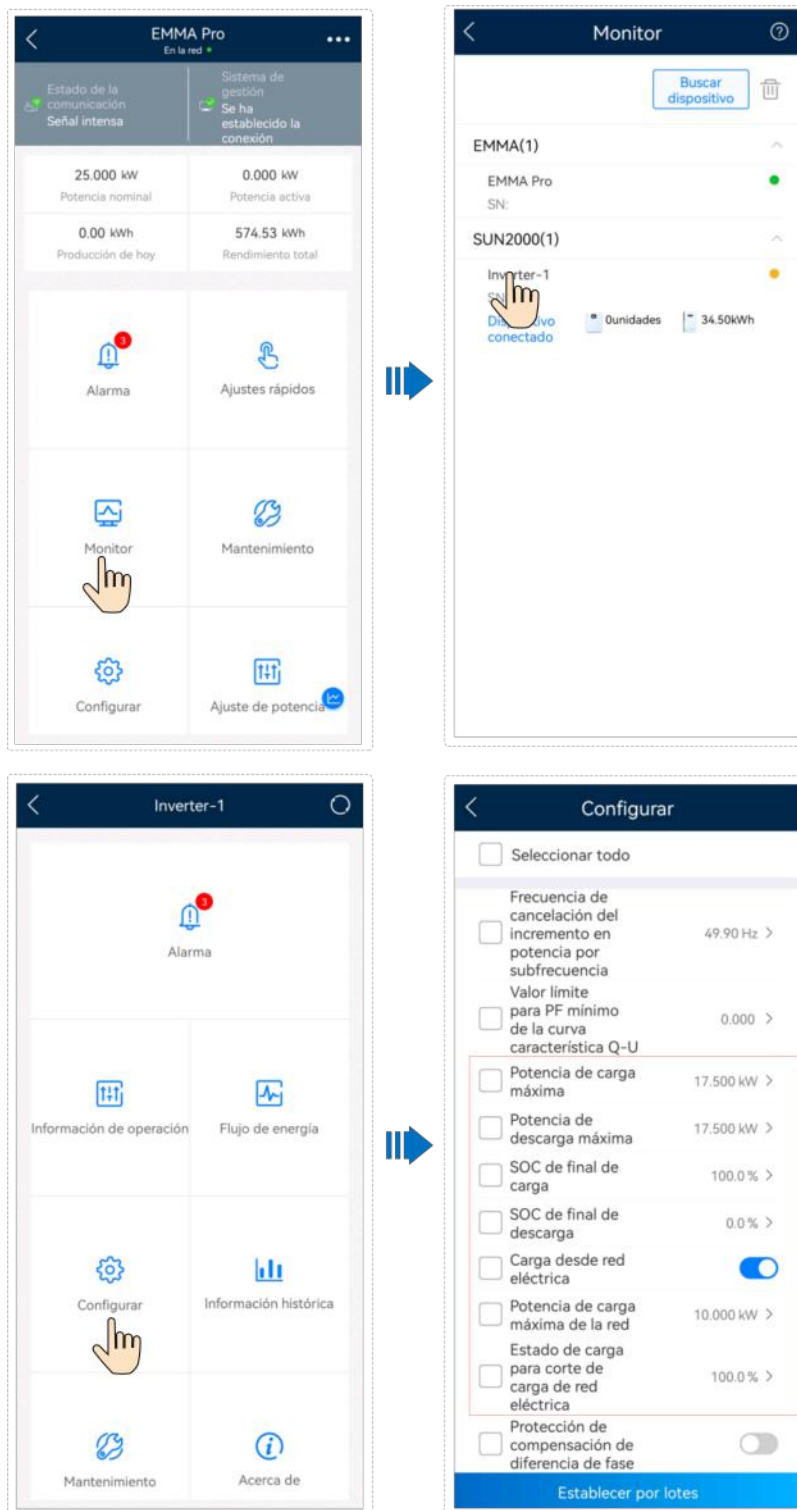 EMMA Pro
En la red
Estado de la
comunicación
Señal intensa
Sistema de
gestión
Se ha
establecido la
conexión
25.000 kW
Potencia nominal
0.000 kW
Potencia activa
0.00 kWh
Producción de hoy
574.53 kWh
Rendimiento total
3
Alarma
Ajustes rápidos
Monitor
Mantenimiento
Configurar
Ajuste de potencia
Monitor
Buscar
dispositivo
EMMA(1)
EMMA Pro
SN:
SUN2000(1)
Inverter-1
conectado
0unidades
34.50kWh
Inverter-1
3
Alarma
Información de operación
Flujo de energía
Configurar
Información histórica
Mantenimiento
Acerca de
Configurar
Seleccionar todo
Frecuencia de
cancelación del
incremento en
potencia por
subfrecuencia
49.90 Hz
Valor límite
para PF mínimo
de la curva
característica Q-U
0.000
Potencia de carga
máxima
17.500 kW
Potencia de
descarga máxima
17.500 kW
SOC de final de
carga
100.0 %
SOC de final de
descarga
0.0 %
Carga desde red
eléctrica
Potencia de carga
máxima de la red
10.000 kW
Estado de carga
para corte de
carga de red
eléctrica
100.0 %
Protección de
compensación de
diferencia de fase
Establecer por lotes